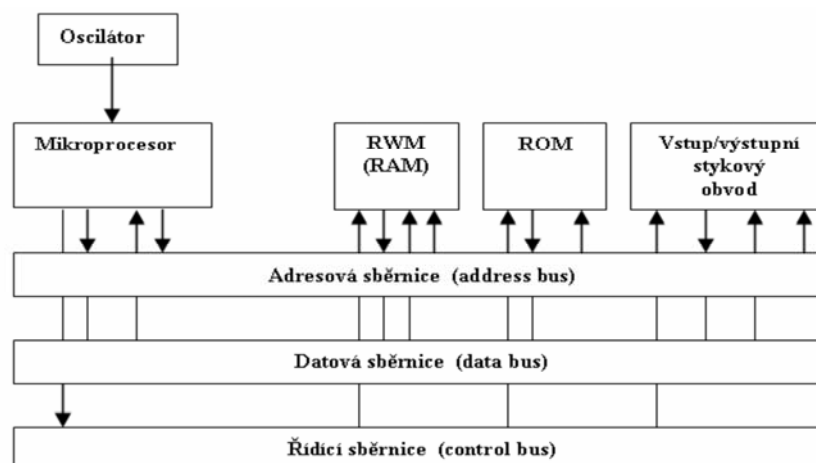 Oscilátor
Mikroprocesor
RWM
(RAM)
ROM
Vstup/výstupní
stykový
obvod
Adresová sběrnice (address bus)
Datová sběrnice (data bus)
Řídící sběrnice (control bus)